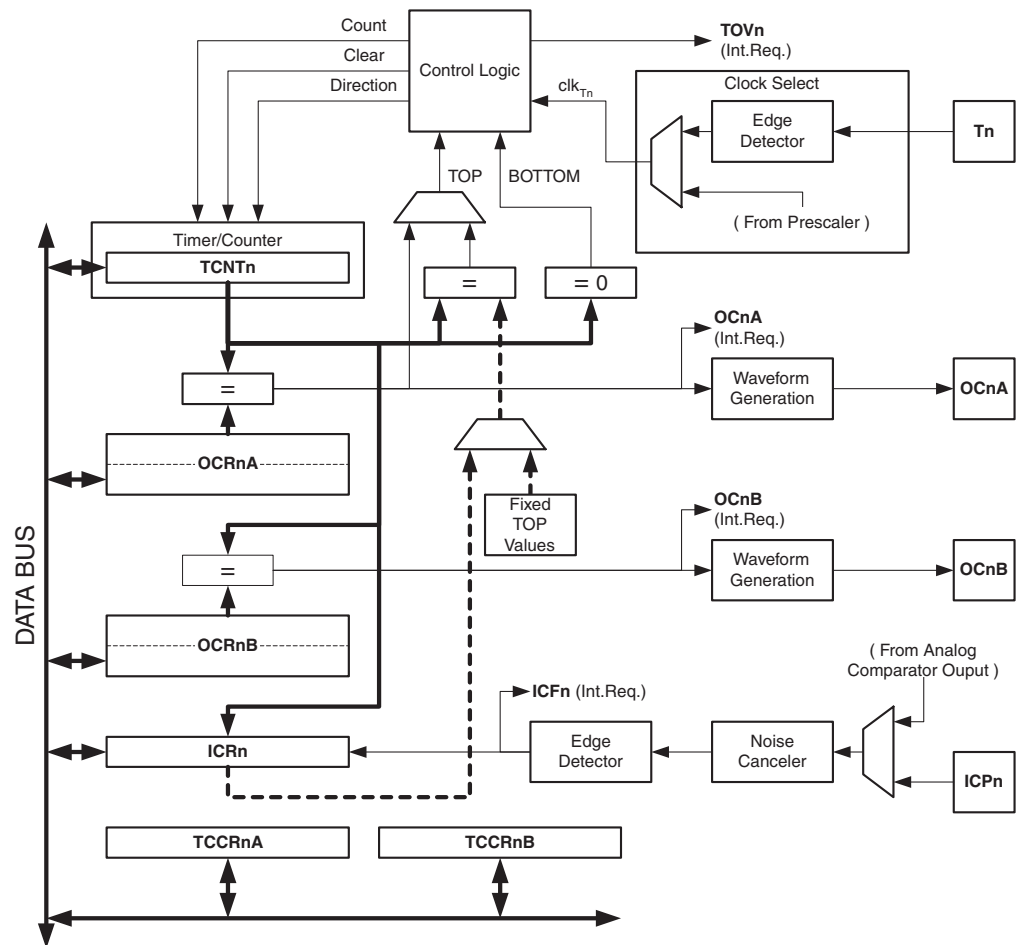 Count
TOVn
(Int.Req.)
Clear
Control Logic
Clock Select
Direction
clkTn
Edge
Detector
Tn
TOP
BOTTOM
( From Prescaler )
Timer/Counter
TCNTn
=
= 0
OCnA
(Int.Req.)
=
Waveform
Generation
OCnA
OCRnA
Fixed
TOP
Values
OCnB
(Int.Req.)
=
Waveform
Generation
OCnB
DATA BUS
OCRnB
( From Analog
Comparator Ouput )
ICFn (Int.Req.)
ICRn
Edge
Detector
Noise
Canceler
ICPn
TCCRnA
TCCRnB